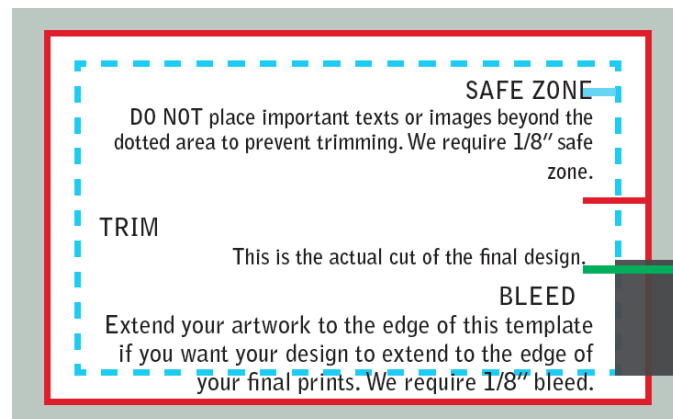 SAFE ZONE
DO NOT place important texts or images beyond the
dotted area to prevent trimming. We require 1/8″ safe
zone.
TRIM
This is the actual cut of the final design.
BLEED
Extend your artwork to the edge of this template
if you want your design to extend to the edge of
your final prints. We require 1/8″ bleed.